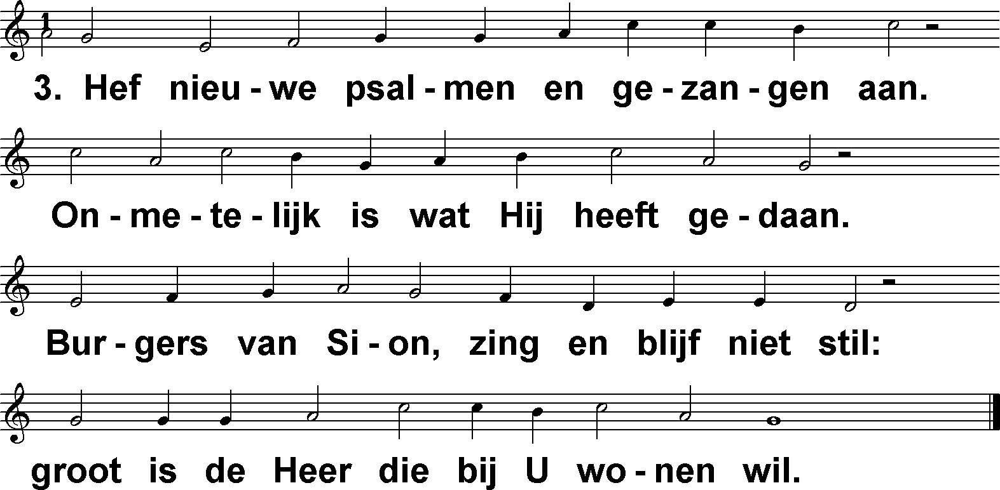 1
3. Hef nieu - we psal - men en ge - zan - gen aan.
On - me - te - lijk is wat Hij heeft ge - daan.
Bur - gers van Si - on, zing en blijf niet stil:
groot is de Heer die bij U wo - nen wil.